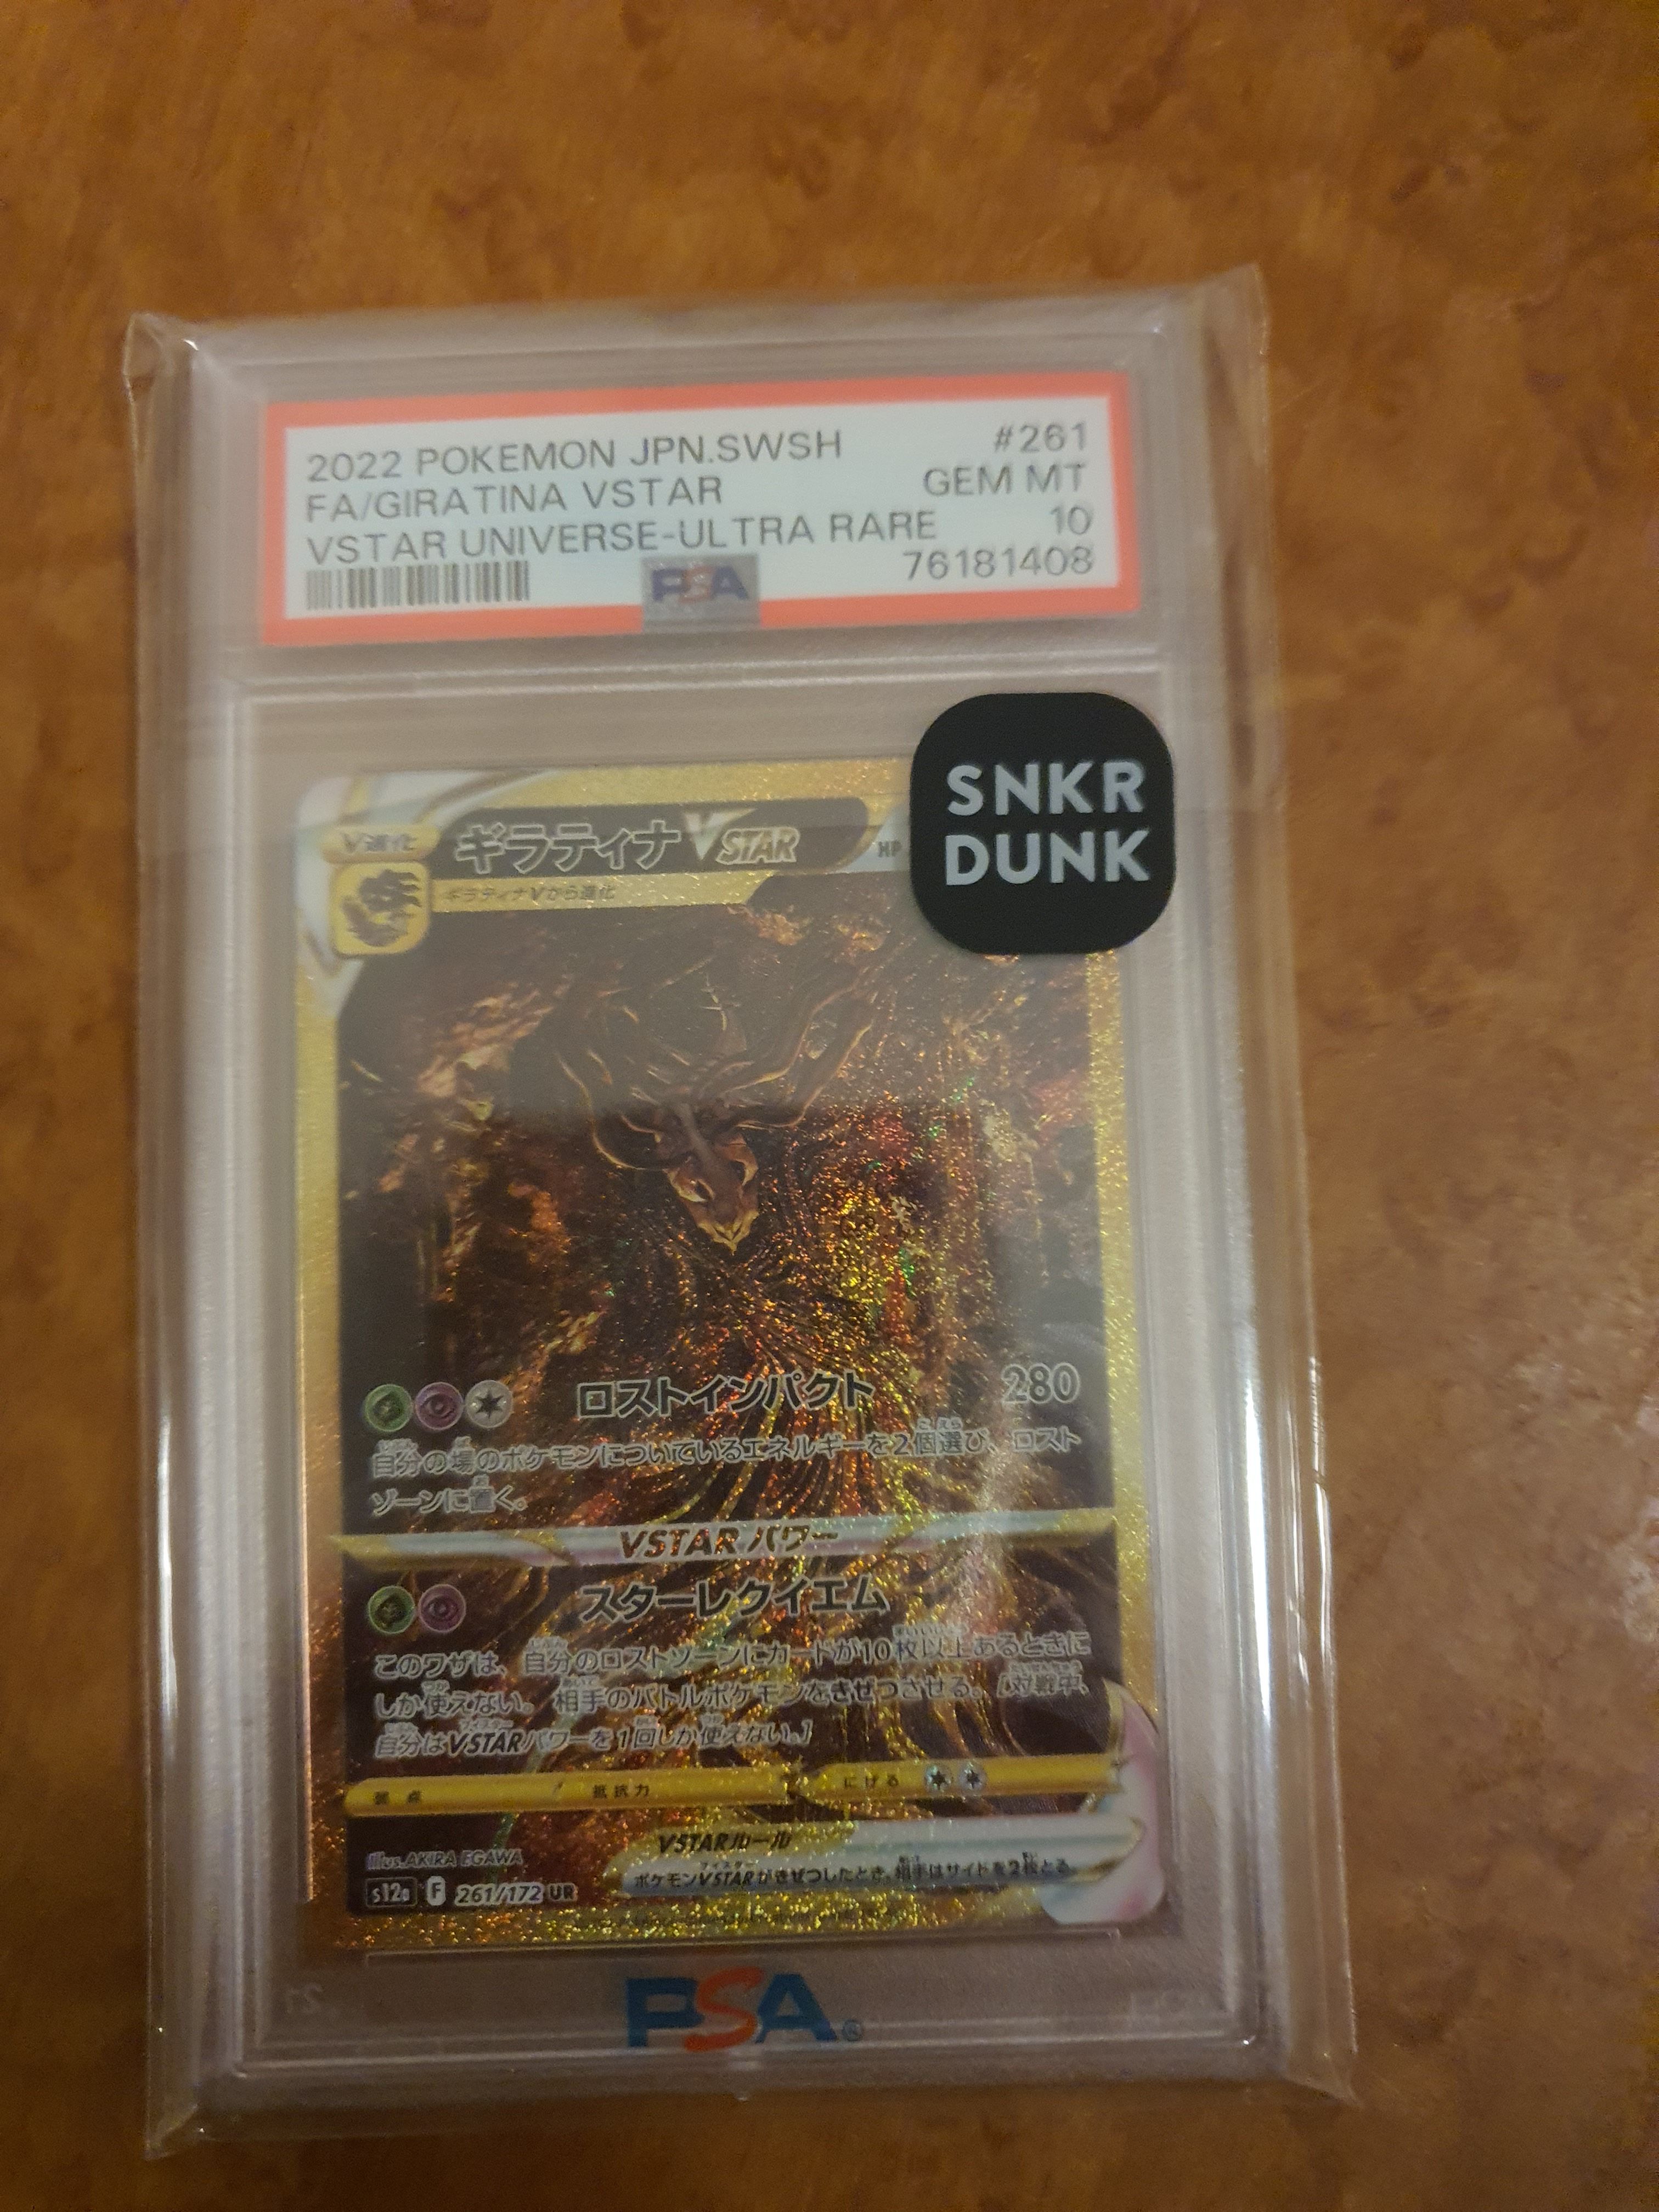 2022 POKEMON JPN.SWSH #261
FA/GIRATINA VSTAR GEM MT
VSTAR UNIVERSE-ULTRA RARE 10
76181408
PSA
SNKR
DUNK
V進化
ギラティナVSTAR HP
ギラティナVから進化
ロストインパクト 280
自分の場のポケモンについているエネルギーを2個選び、ロスト
ゾーンに置く。
VSTARパワー
スターレクイエム
このワザは、自分のロストゾーンにカードが10枚以上あるときに
しか使えない。相手のバトルポケモンをきぜつさせる。[対戦中、
自分はVSTARパワーを1回しか使えない。]
弱点 抵抗力 にげる
VSTARルール
ポケモンVSTARがきぜつしたとき、相手はサイドを2枚とる。
Illus. AKIRA EGAWA
s12a F 261/172 UR
PSA®